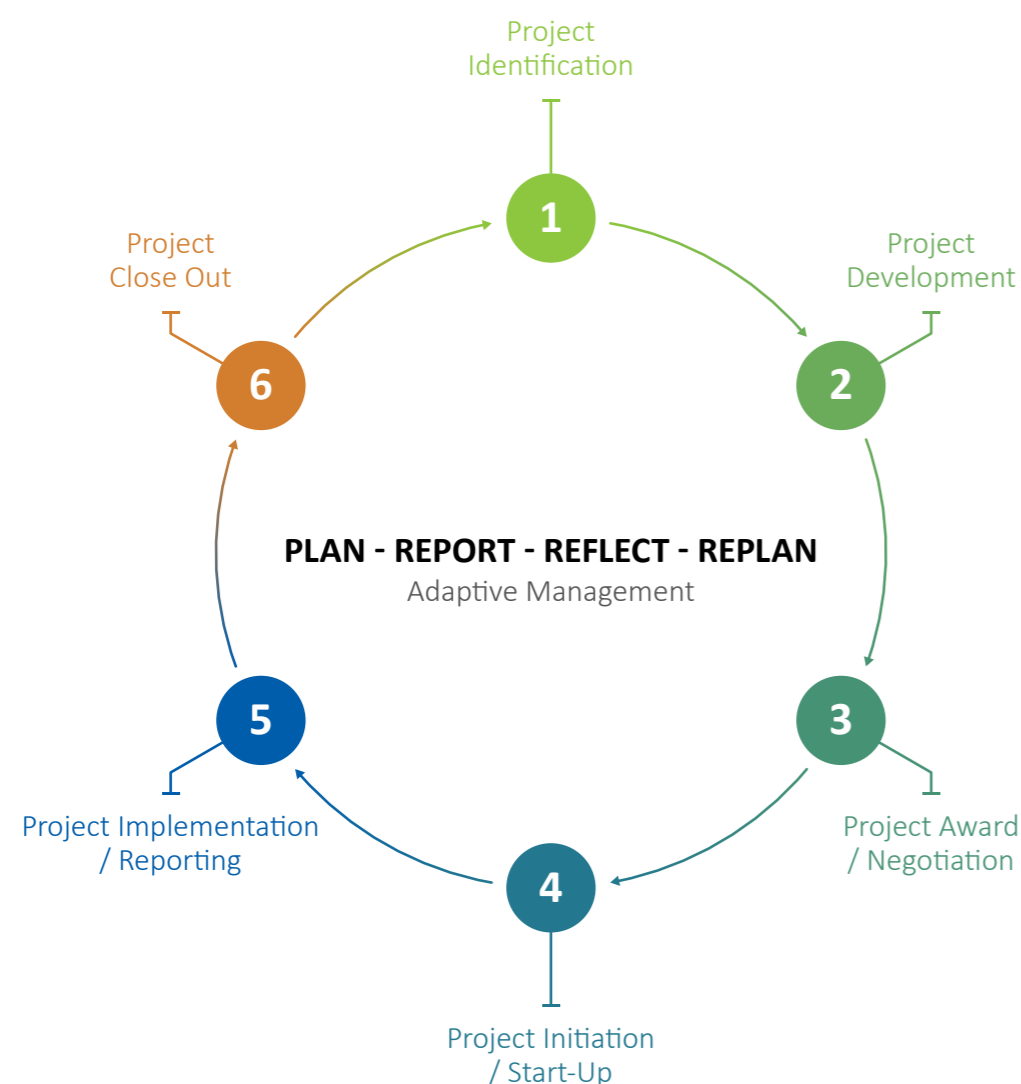 Project
Identification
1
Project
Development
2
3
Project Award
/ Negotiation
4
Project Initiation
/ Start-Up
5
Project Implementation
/ Reporting
Project
Close Out
6
PLAN - REPORT - REFLECT - REPLAN
Adaptive Management